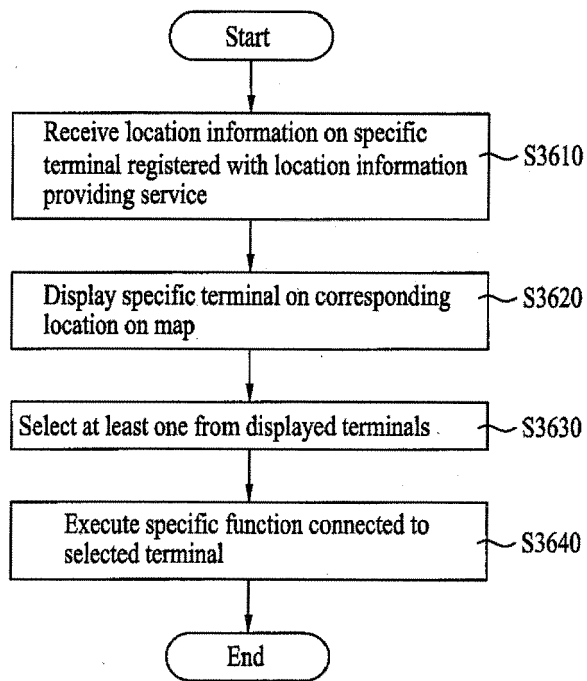 Start
Receive location information on specific
terminal registered with location information
providing service
S3610
Display specific terminal on corresponding
location on map
S3620
Select at least one from displayed terminals
S3630
Execute specific function connected to
selected terminal
S3640
End